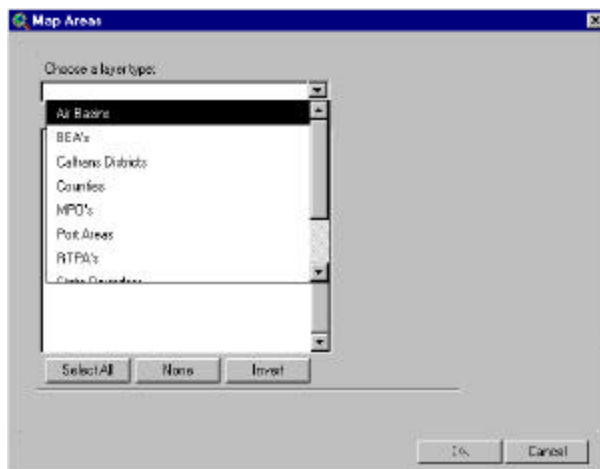 Map Areas
Choose a layer type:
Air Basins
BEA's
Caltrans Districts
Counties
MPO's
Port Areas
RTPA's
Select All None Invert
Cancel